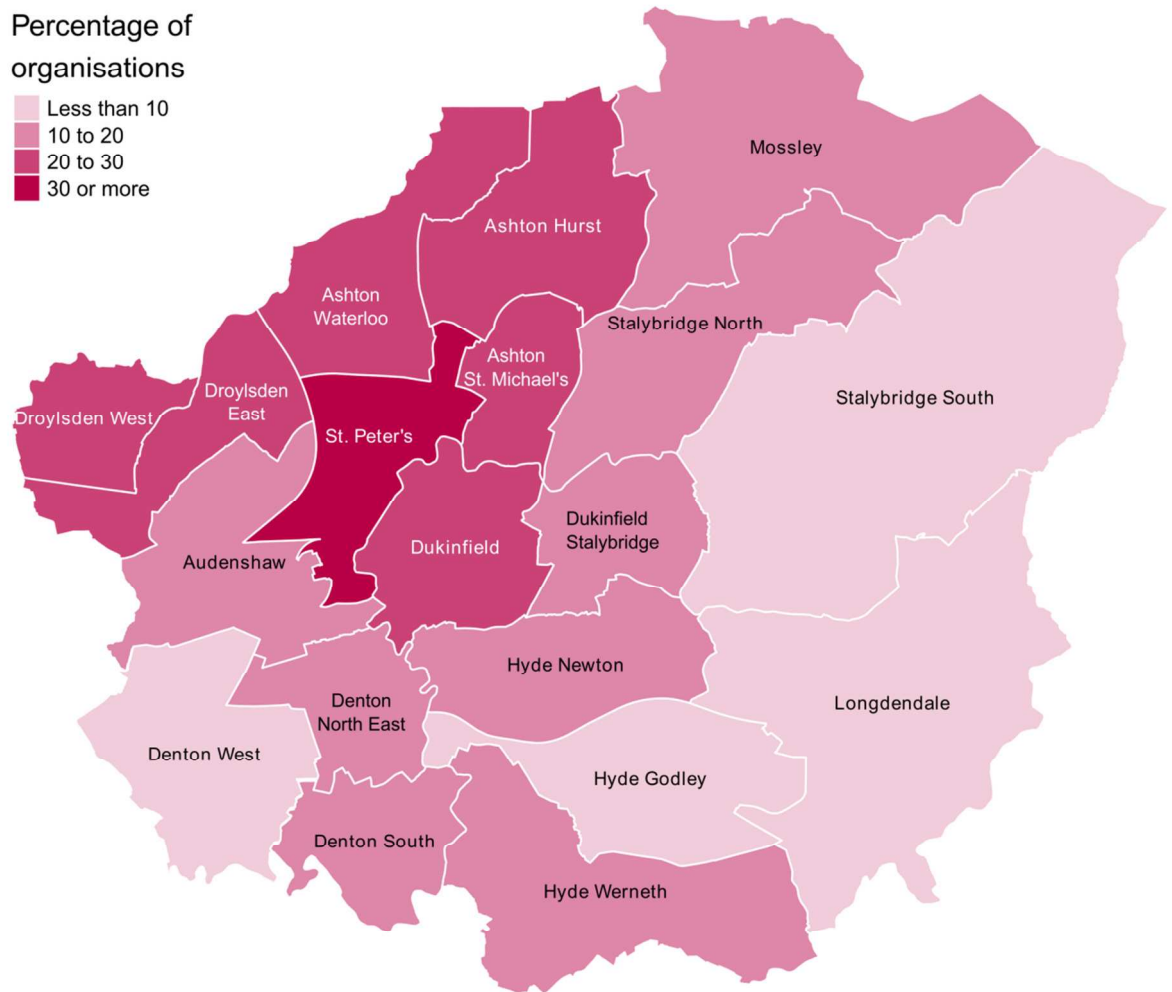 Percentage of
organisations
Less than 10
10 to 20
20 to 30
30 or more
Mossley
Ashton Hurst
Ashton
Waterloo
Stalybridge North
Ashton
St. Michael's
Droylsden
East
Stalybridge South
Droylsden West
St. Peter's
Dukinfield
Stalybridge
Dukinfield
Audenshaw
Hyde Newton
Denton
North East
Longdendale
Denton West
Hyde Godley
Denton South
Hyde Werneth